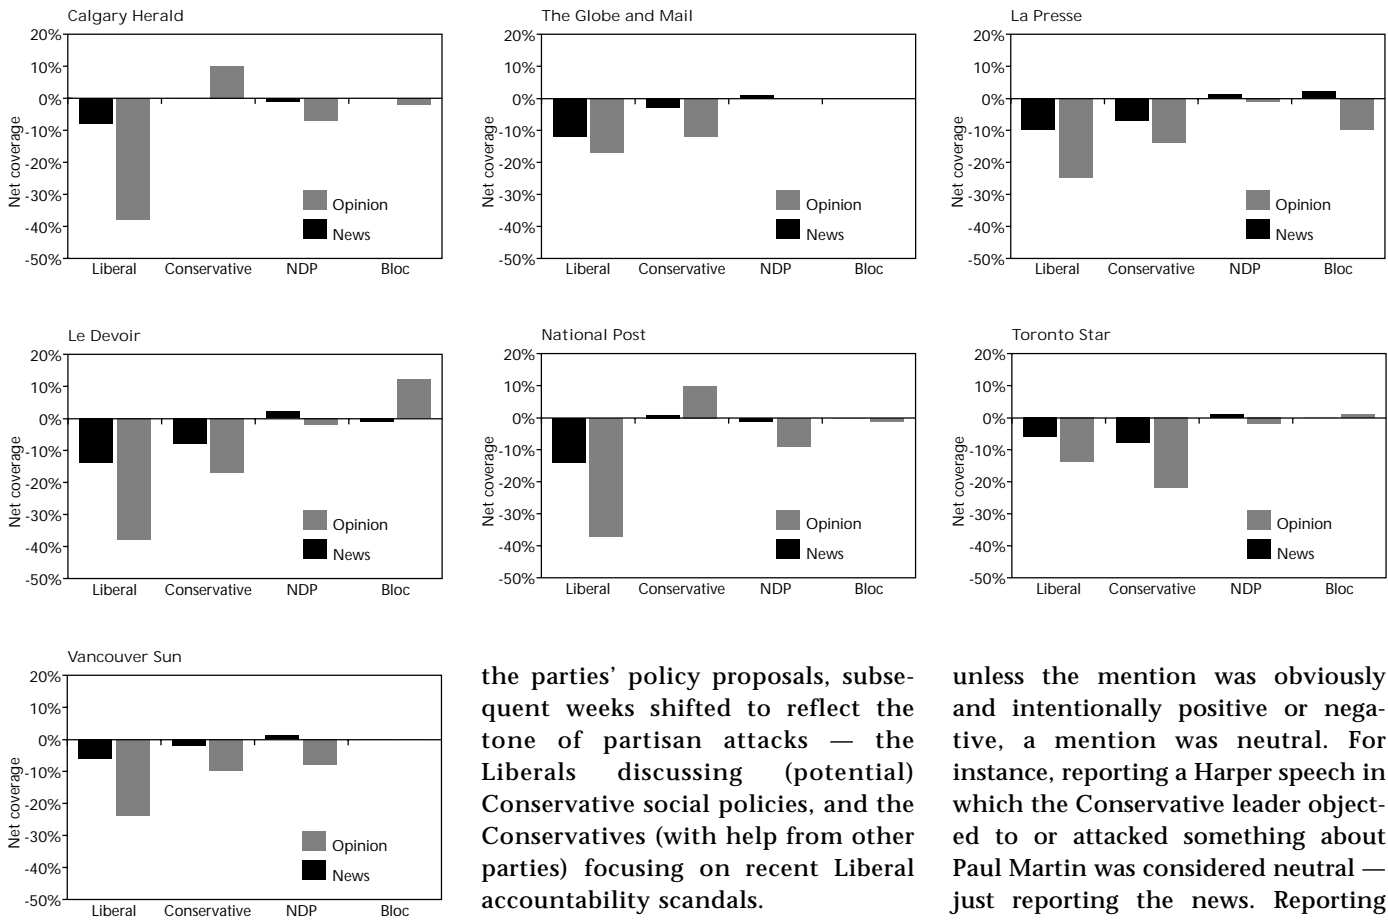 Calgary Herald
20%
10%
0%
-10%
-20%
-30%
-40%
-50%
Net coverage
Opinion
News
Liberal Conservative NDP Bloc
The Globe and Mail
20%
10%
0%
-10%
-20%
-30%
-40%
-50%
Net coverage
Opinion
News
Liberal Conservative NDP Bloc
La Presse
20%
10%
0%
-10%
-20%
-30%
-40%
-50%
Net coverage
Opinion
News
Liberal Conservative NDP Bloc
Le Devoir
20%
10%
0%
-10%
-20%
-30%
-40%
-50%
Net coverage
Opinion
News
Liberal Conservative NDP Bloc
National Post
20%
10%
0%
-10%
-20%
-30%
-40%
-50%
Net coverage
Opinion
News
Liberal Conservative NDP Bloc
Toronto Star
20%
10%
0%
-10%
-20%
-30%
-40%
-50%
Net coverage
Opinion
News
Liberal Conservative NDP Bloc
Vancouver Sun
20%
10%
0%
-10%
-20%
-30%
-40%
-50%
Net coverage
Opinion
News
Liberal Conservative NDP Bloc
the parties’ policy proposals, subse-
quent weeks shifted to reflect the
tone of partisan attacks — the
Liberals discussing (potential)
Conservative social policies, and the
Conservatives (with help from other
parties) focusing on recent Liberal
accountability scandals.
unless the mention was obviously
and intentionally positive or nega-
tive, a mention was neutral. For
instance, reporting a Harper speech in
which the Conservative leader object-
ed to or attacked something about
Paul Martin was considered neutral —
just reporting the news. Reporting